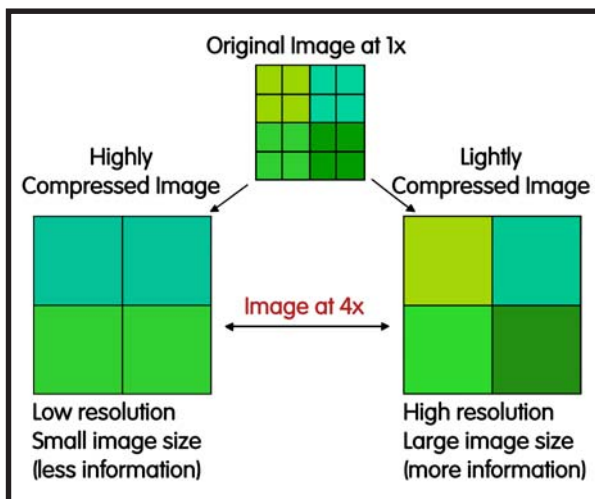 Original Image at 1x
Highly
Compressed Image
Lightly
Compressed Image
Image at 4x
Low resolution
Small image size
(less information)
High resolution
Large image size
(more information)